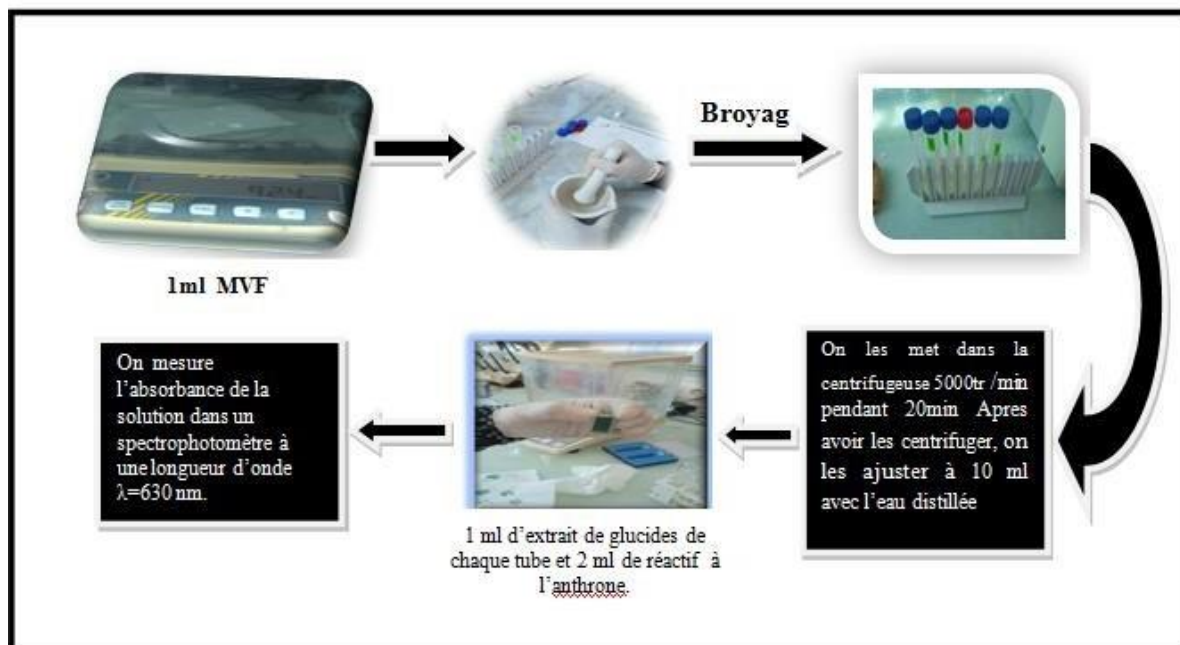 Broyag
1ml MVF
On les met dans la
centrifugeuse 5000tr /min
pendant 20min Apres
avoir les centrifuger, on
les ajuster à 10 ml
avec l’eau distillée
1 ml d’extrait de glucides de
chaque tube et 2 ml de réactif à
l’anthrone.
On mesure
l’absorbance de la
solution dans un
spectrophotomètre à
une longueur d’onde
λ=630 nm.